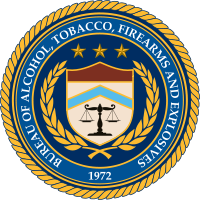 BUREAU OF ALCOHOL, TOBACCO, FIREARMS AND EXPLOSIVES
1972